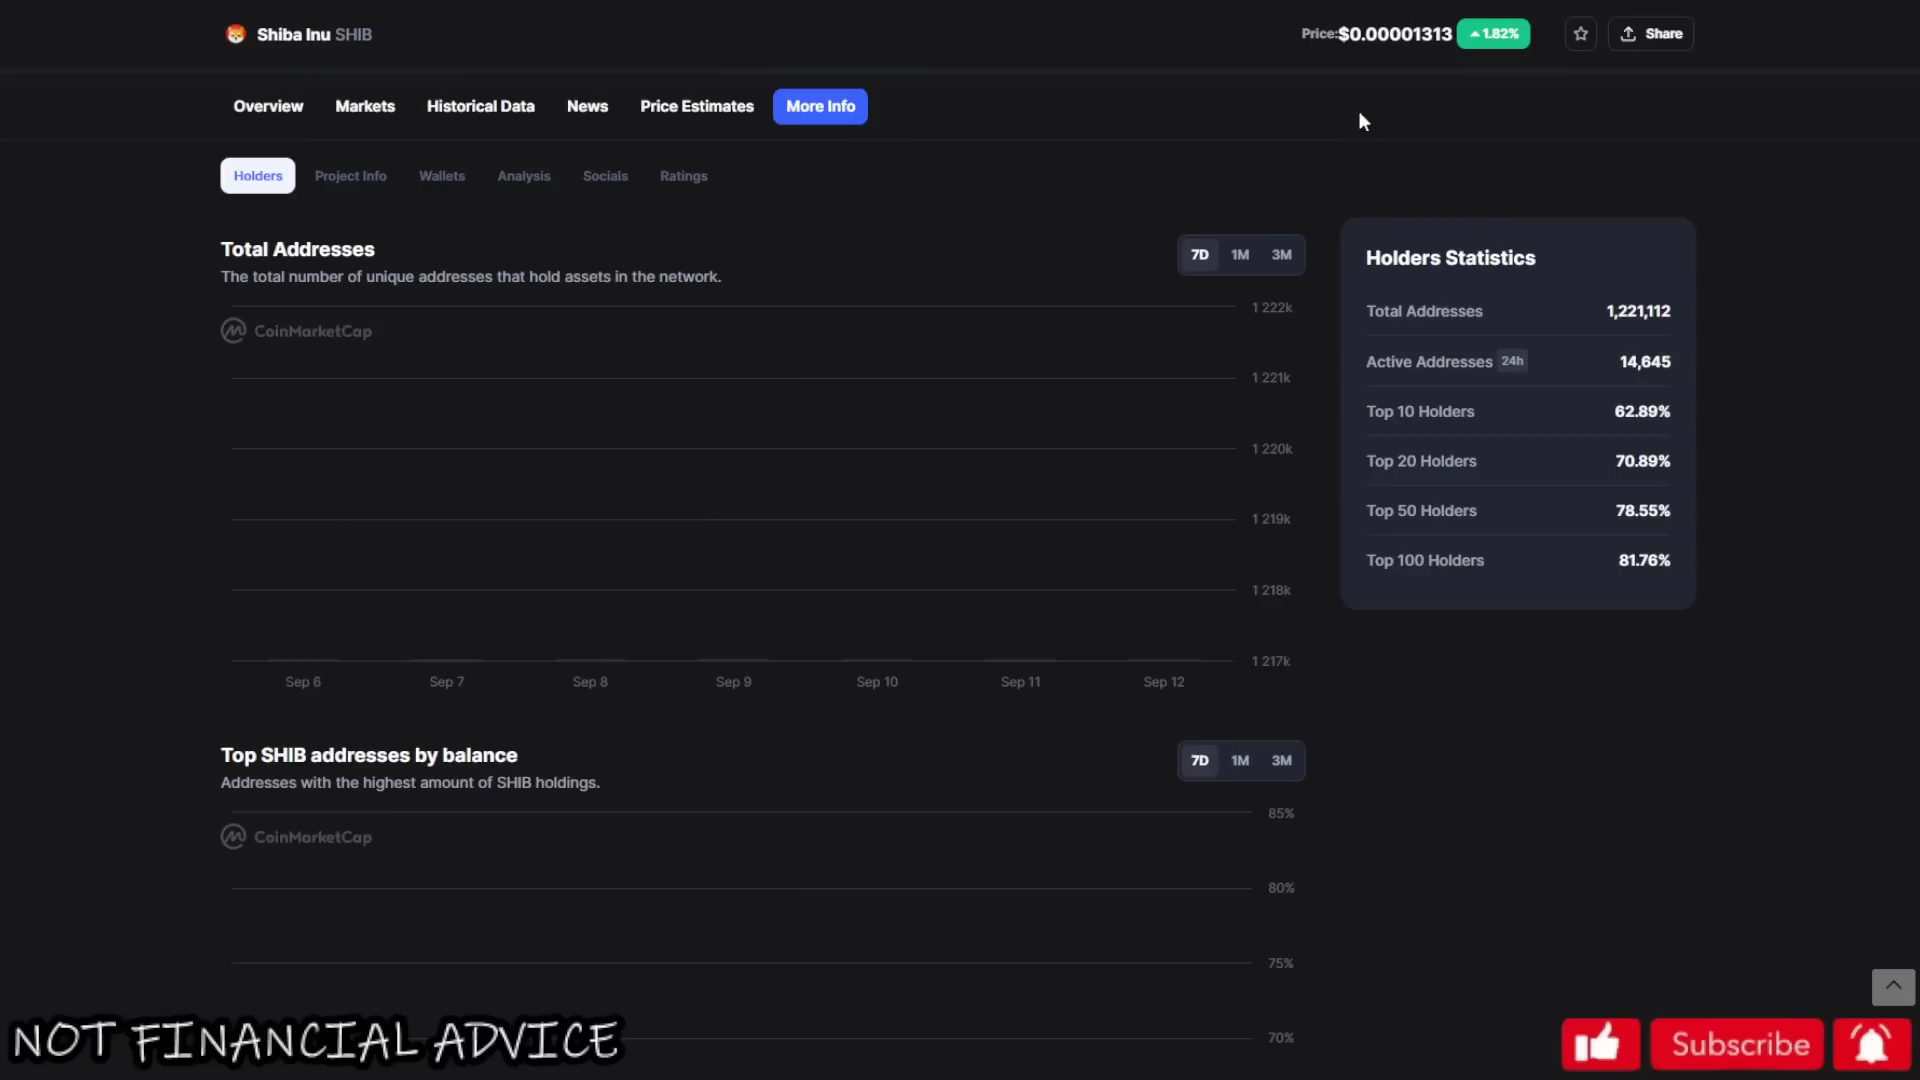 Shiba Inu SHIB
Price:$0.00001313 1.82% Share
Overview Markets Historical Data News Price Estimates More Info
Holders Project Info Wallets Analysis Socials Ratings
Total Addresses
The total number of unique addresses that hold assets in the network.
7D 1M 3M
1 222k
CoinMarketCap
1 221k
1 220k
1 219k
1 218k
1 217k
Sep 6 Sep 7 Sep 8 Sep 9 Sep 10 Sep 11 Sep 12
Holders Statistics
Total Addresses 1,221,112
Active Addresses 24h 14,645
Top 10 Holders 62.89%
Top 20 Holders 70.89%
Top 50 Holders 78.55%
Top 100 Holders 81.76%
Top SHIB addresses by balance
Addresses with the highest amount of SHIB holdings.
7D 1M 3M
85%
CoinMarketCap
80%
75%
70%
NOT FINANCIAL ADVICE
Subscribe